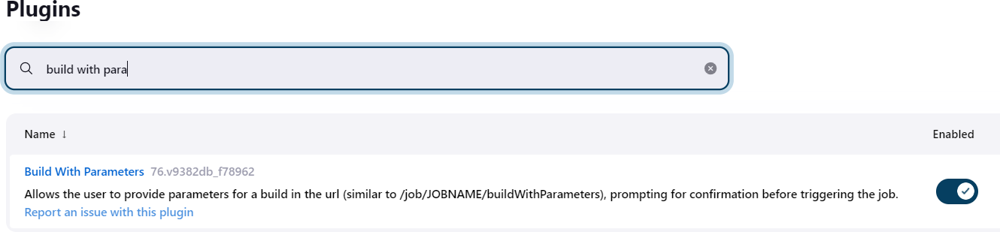 Plugins
build with para
Name ↓ Enabled
Build With Parameters 76.v9382db_f78962
Allows the user to provide parameters for a build in the url (similar to /job/JOBNAME/buildWithParameters), prompting for confirmation before triggering the job.
Report an issue with this plugin